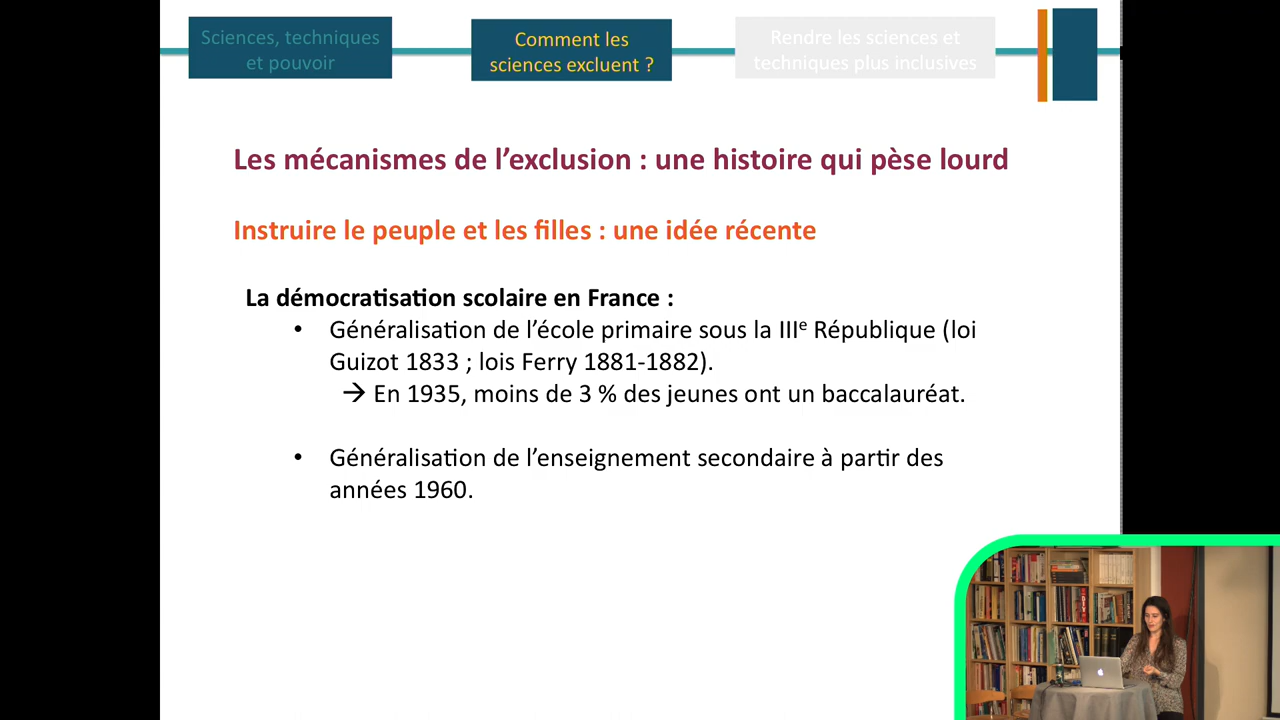 Sciences, techniques
et pouvoir
Comment les
sciences excluent ?
Rendre les sciences et
techniques plus inclusives
Les mécanismes de l’exclusion : une histoire qui pèse lourd
Instruire le peuple et les filles : une idée récente
La démocratisation scolaire en France :
• Généralisation de l’école primaire sous la IIIᵉ République (loi
Guizot 1833 ; lois Ferry 1881-1882).
→ En 1935, moins de 3 % des jeunes ont un baccalauréat.
• Généralisation de l’enseignement secondaire à partir des
années 1960.